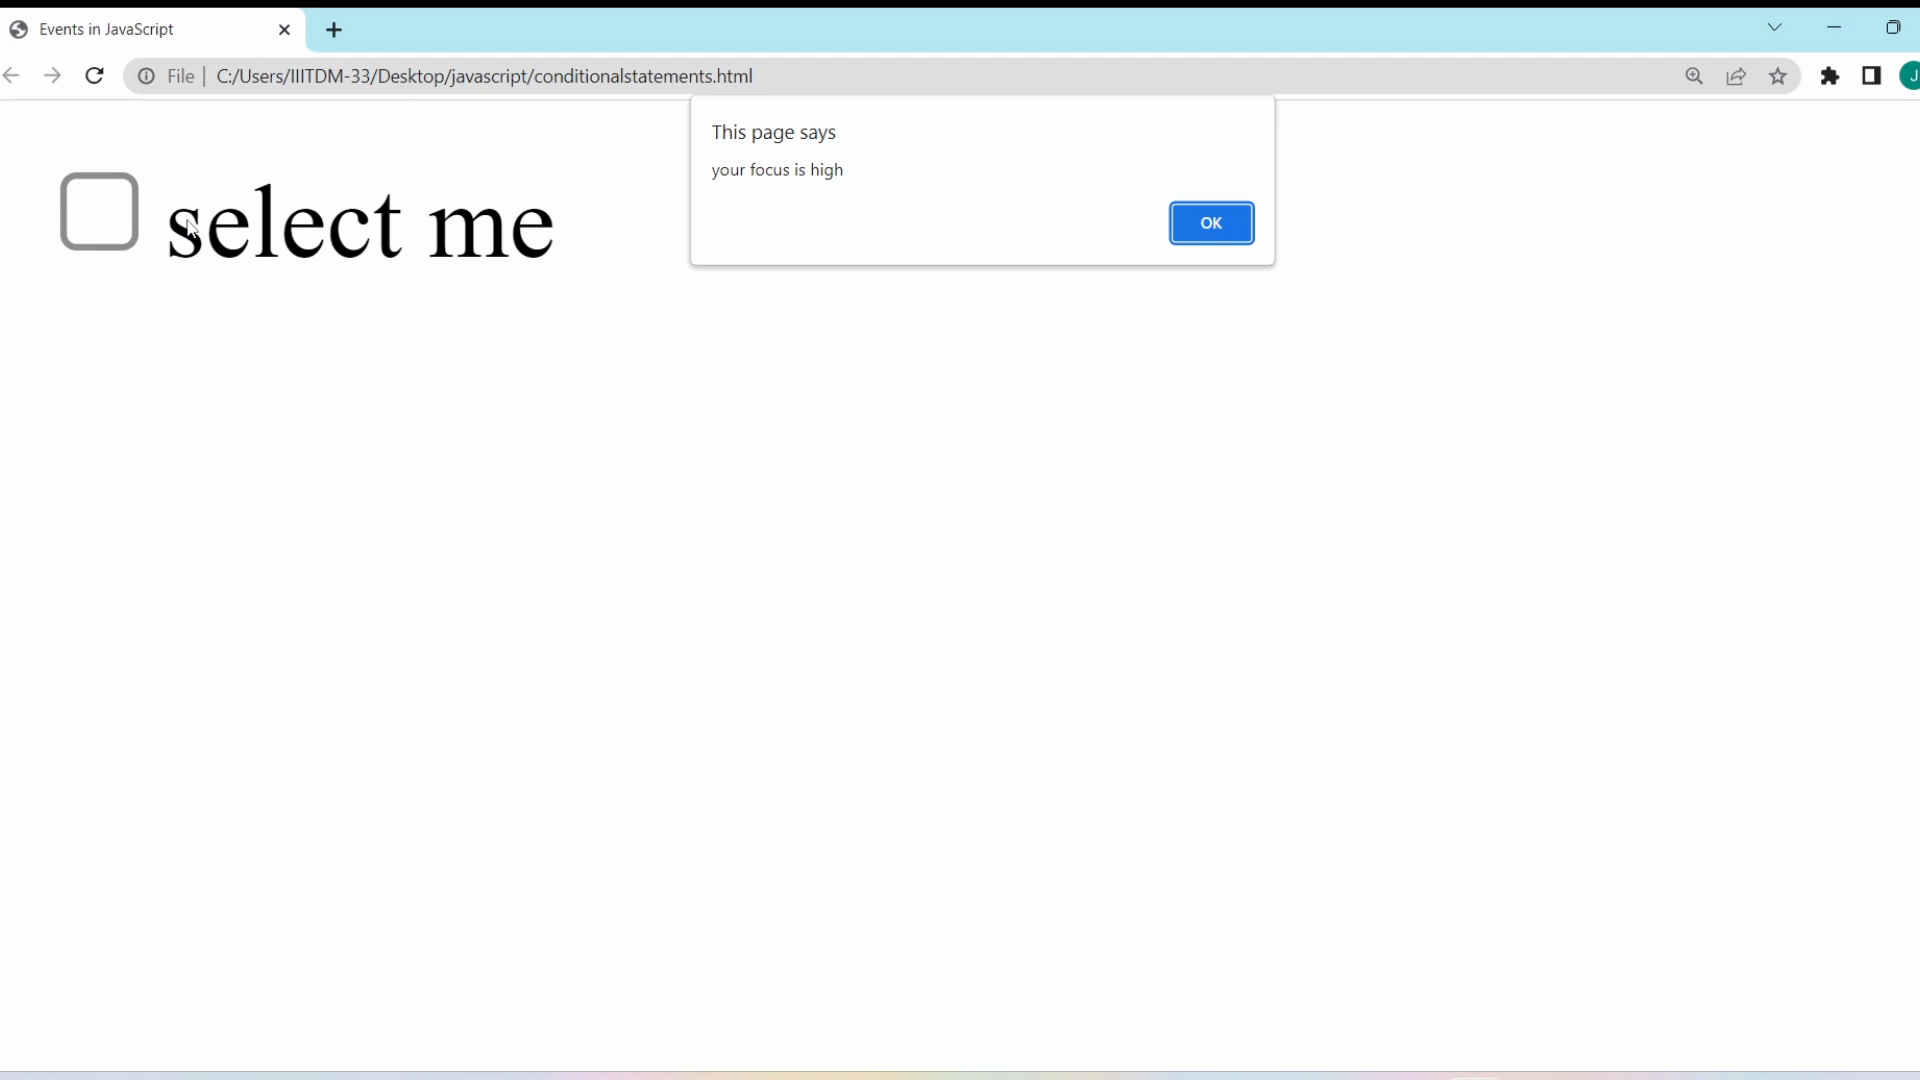 Events in JavaScript
File | C:/Users/IIITDM-33/Desktop/javascript/conditionalstatements.html
J
This page says
your focus is high
OK
select me